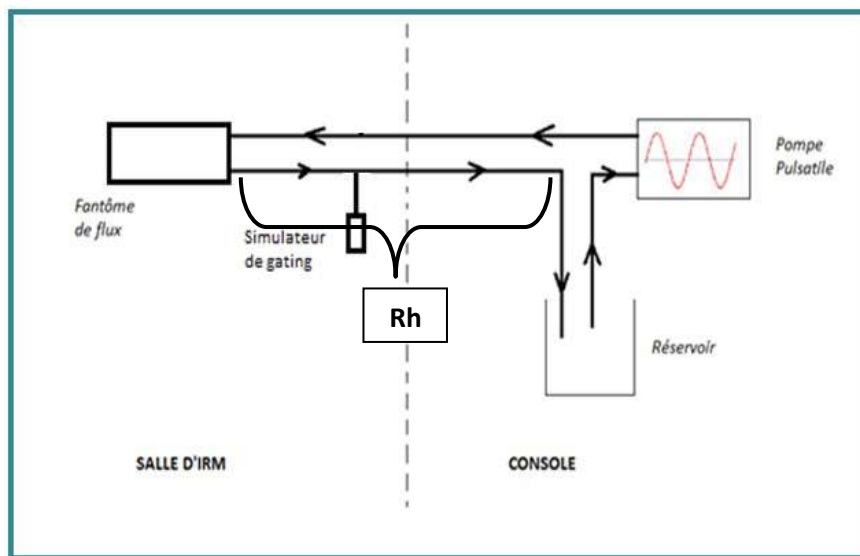 Pompe
Pulsatile
Fantôme
de flux
Simulateur
de gating
Rh
Réservoir
SALLE D'IRM
CONSOLE